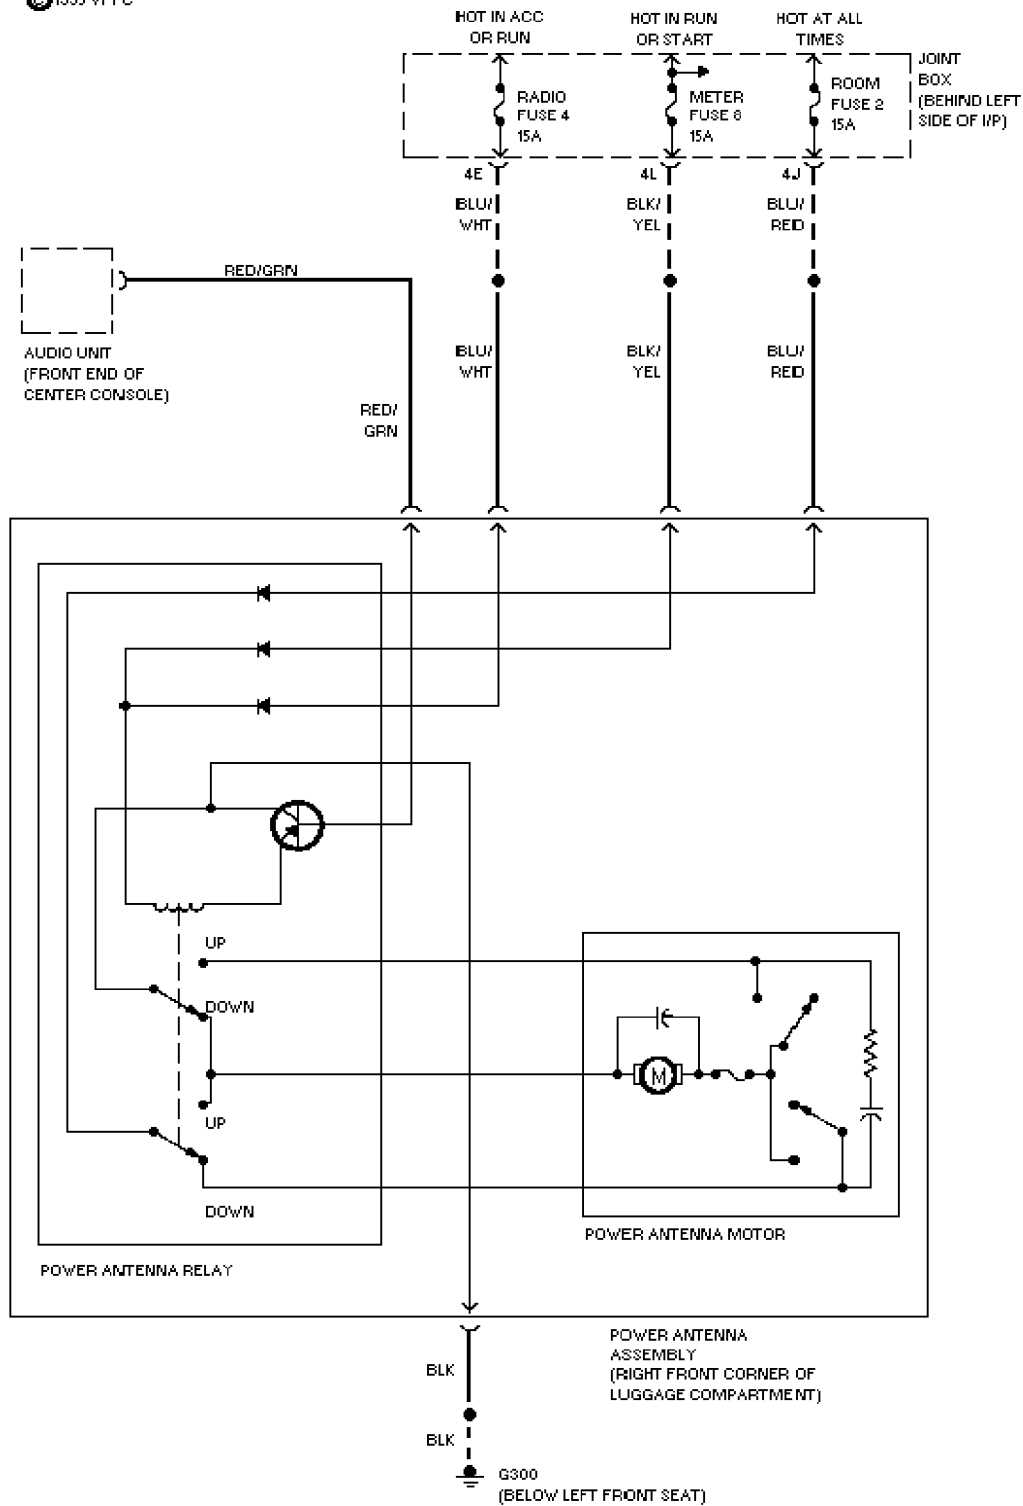 HOT IN ACC
OR RUN
HOT IN RUN
OR START
HOT AT ALL
TIMES
JOINT
BOX
(BEHIND LEFT
SIDE OF I/P)
RADIO
FUSE 4
15A
METER
FUSE 8
15A
ROOM
FUSE 2
15A
4E
4L
4J
BLU/
WHT
BLK/
YEL
BLU/
RED
RED/GRN
AUDIO UNIT
(FRONT END OF
CENTER CONSOLE)
BLU/
WHT
BLK/
YEL
BLU/
RED
RED/
GRN
UP
DOWN
M
UP
DOWN
POWER ANTENNA MOTOR
POWER ANTENNA RELAY
POWER ANTENNA
ASSEMBLY
(RIGHT FRONT CORNER OF
LUGGAGE COMPARTMENT)
BLK
BLK
G300
(BELOW LEFT FRONT SEAT)